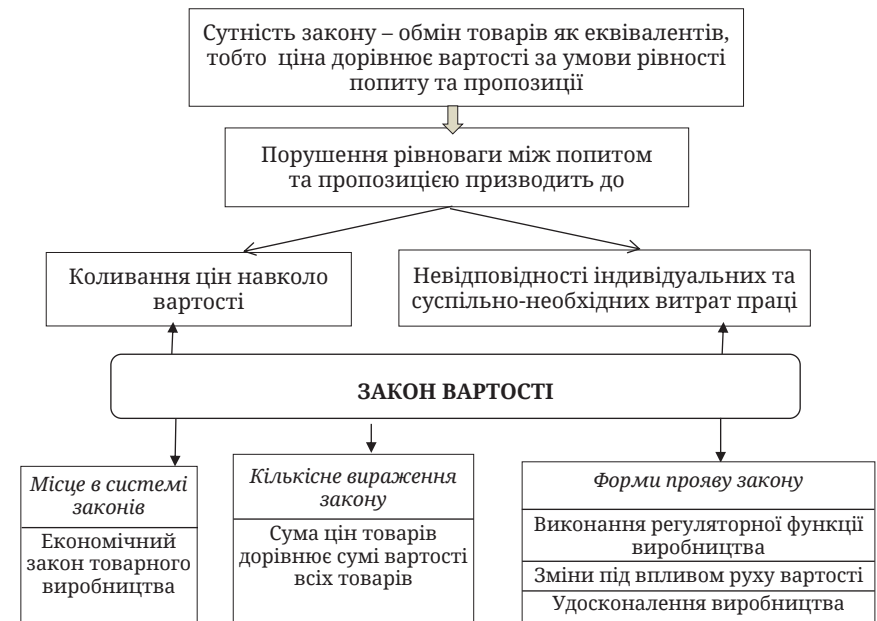 Сутність закону – обмін товарів як еквівалентів,
тобто ціна дорівнює вартості за умови рівності
попиту та пропозиції
Порушення рівноваги між попитом
та пропозицією призводить до
Коливання цін навколо
вартості
Невідповідності індивідуальних та
суспільно-необхідних витрат праці
ЗАКОН ВАРТОСТІ
Місце в системі
законів
Економічний
закон товарного
виробництва
Кількісне вираження
закону
Сума цін товарів
дорівнює сумі вартості
всіх товарів
Форми прояву закону
Виконання регуляторної функції
виробництва
Зміни під впливом руху вартості
Удосконалення виробництва